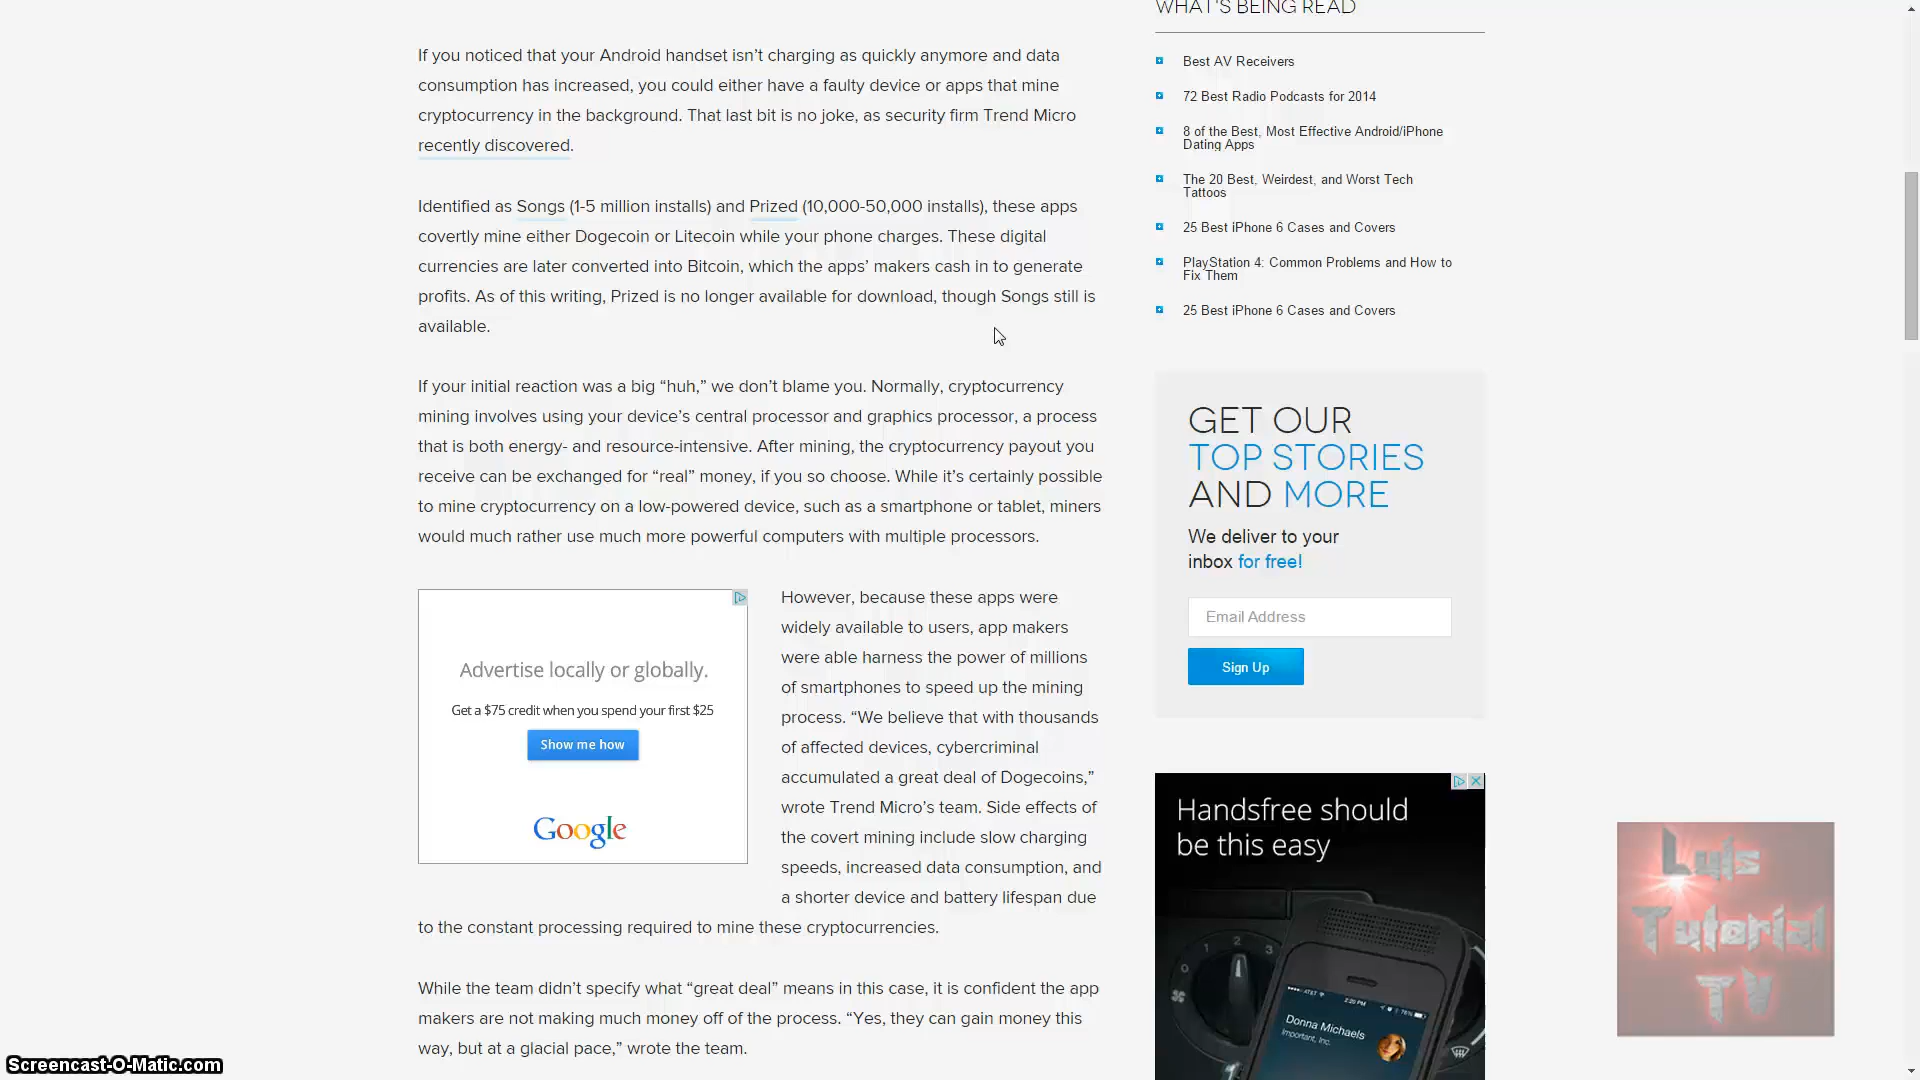 If you noticed that your Android handset isn’t charging as quickly anymore and data
consumption has increased, you could either have a faulty device or apps that mine
cryptocurrency in the background. That last bit is no joke, as security firm Trend Micro
recently discovered.
Identified as Songs (1-5 million installs) and Prized (10,000-50,000 installs), these apps
covertly mine either Dogecoin or Litecoin while your phone charges. These digital
currencies are later converted into Bitcoin, which the apps’ makers cash in to generate
profits. As of this writing, Prized is no longer available for download, though Songs still is
available.
If your initial reaction was a big “huh,” we don’t blame you. Normally, cryptocurrency
mining involves using your device’s central processor and graphics processor, a process
that is both energy- and resource-intensive. After mining, the cryptocurrency payout you
receive can be exchanged for “real” money, if you so choose. While it’s certainly possible
to mine cryptocurrency on a low-powered device, such as a smartphone or tablet, miners
would much rather use much more powerful computers with multiple processors.
Advertise locally or globally.
Get a $75 credit when you spend your first $25
Show me how
Google
However, because these apps were
widely available to users, app makers
were able harness the power of millions
of smartphones to speed up the mining
process. “We believe that with thousands
of affected devices, cybercriminal
accumulated a great deal of Dogecoins,”
wrote Trend Micro’s team. Side effects of
the covert mining include slow charging
speeds, increased data consumption, and
a shorter device and battery lifespan due
to the constant processing required to mine these cryptocurrencies.
While the team didn’t specify what “great deal” means in this case, it is confident the app
makers are not making much money off of the process. “Yes, they can gain money this
way, but at a glacial pace,” wrote the team.
WHAT'S BEING READ
Best AV Receivers
72 Best Radio Podcasts for 2014
8 of the Best, Most Effective Android/iPhone
Dating Apps
The 20 Best, Weirdest, and Worst Tech
Tattoos
25 Best iPhone 6 Cases and Covers
PlayStation 4: Common Problems and How to
Fix Them
25 Best iPhone 6 Cases and Covers
GET OUR
TOP STORIES
AND MORE
We deliver to your
inbox for free!
Email Address
Sign Up
Handsfree should
be this easy
0 1 2 3
AT&T 2:20 PM 76%
Donna Michaels
Important, Inc.
Luis
Tutorial
TV
Screencast-O-Matic.com